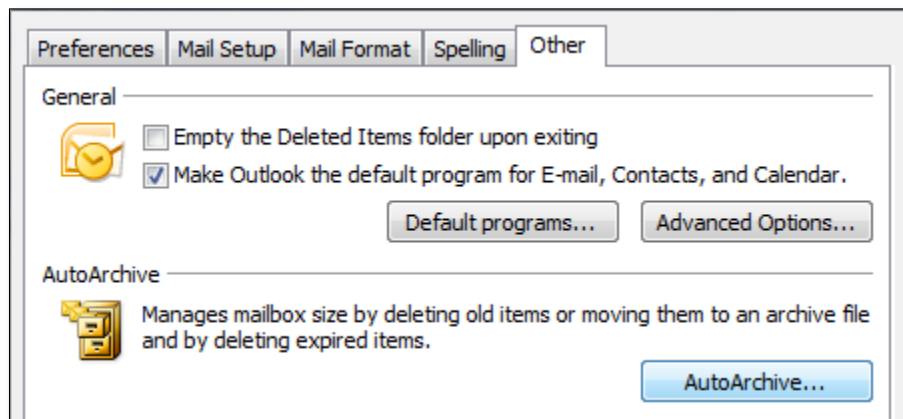 Preferences Mail Setup Mail Format Spelling Other
General
Empty the Deleted Items folder upon exiting
Make Outlook the default program for E-mail, Contacts, and Calendar.
Default programs... Advanced Options...
AutoArchive
Manages mailbox size by deleting old items or moving them to an archive file
and by deleting expired items.
AutoArchive...